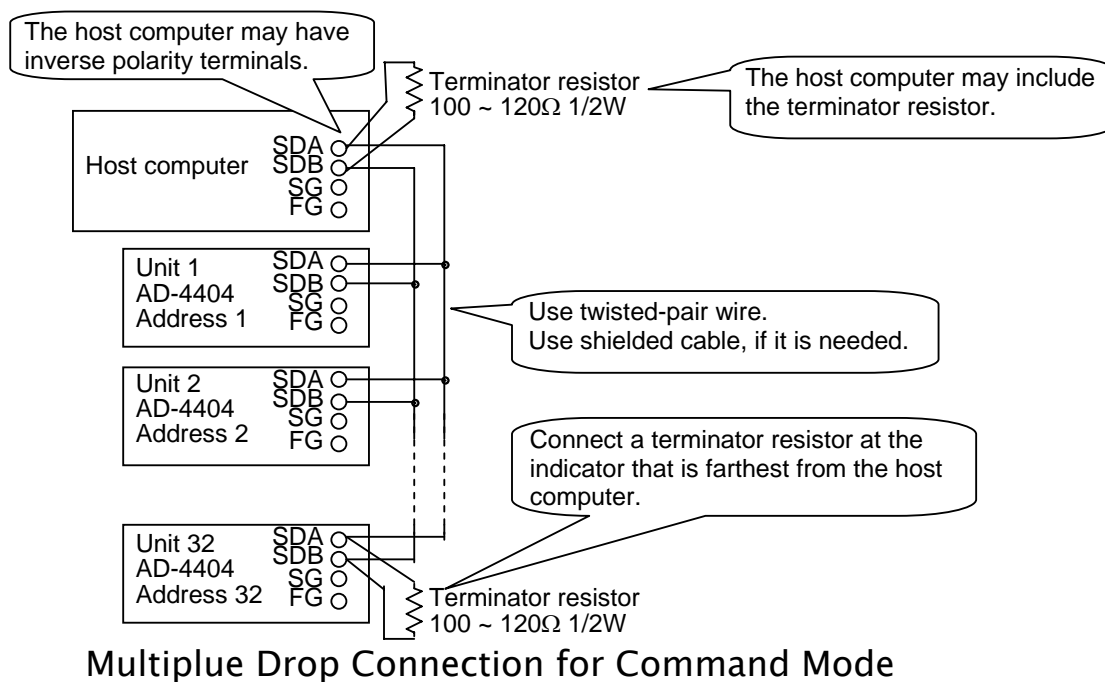 The host computer may have
inverse polarity terminals.
Terminator resistor
100 ~ 120Ω 1/2W
The host computer may include
the terminator resistor.
Host computer
SDA
SDB
SG
FG
Unit 1
AD-4404
Address 1
SDA
SDB
SG
FG
Use twisted-pair wire.
Use shielded cable, if it is needed.
Unit 2
AD-4404
Address 2
SDA
SDB
SG
FG
Connect a terminator resistor at the
indicator that is farthest from the host
computer.
Unit 32
AD-4404
Address 32
SDA
SDB
SG
FG
Terminator resistor
100 ~ 120Ω 1/2W
Multiplue Drop Connection for Command Mode